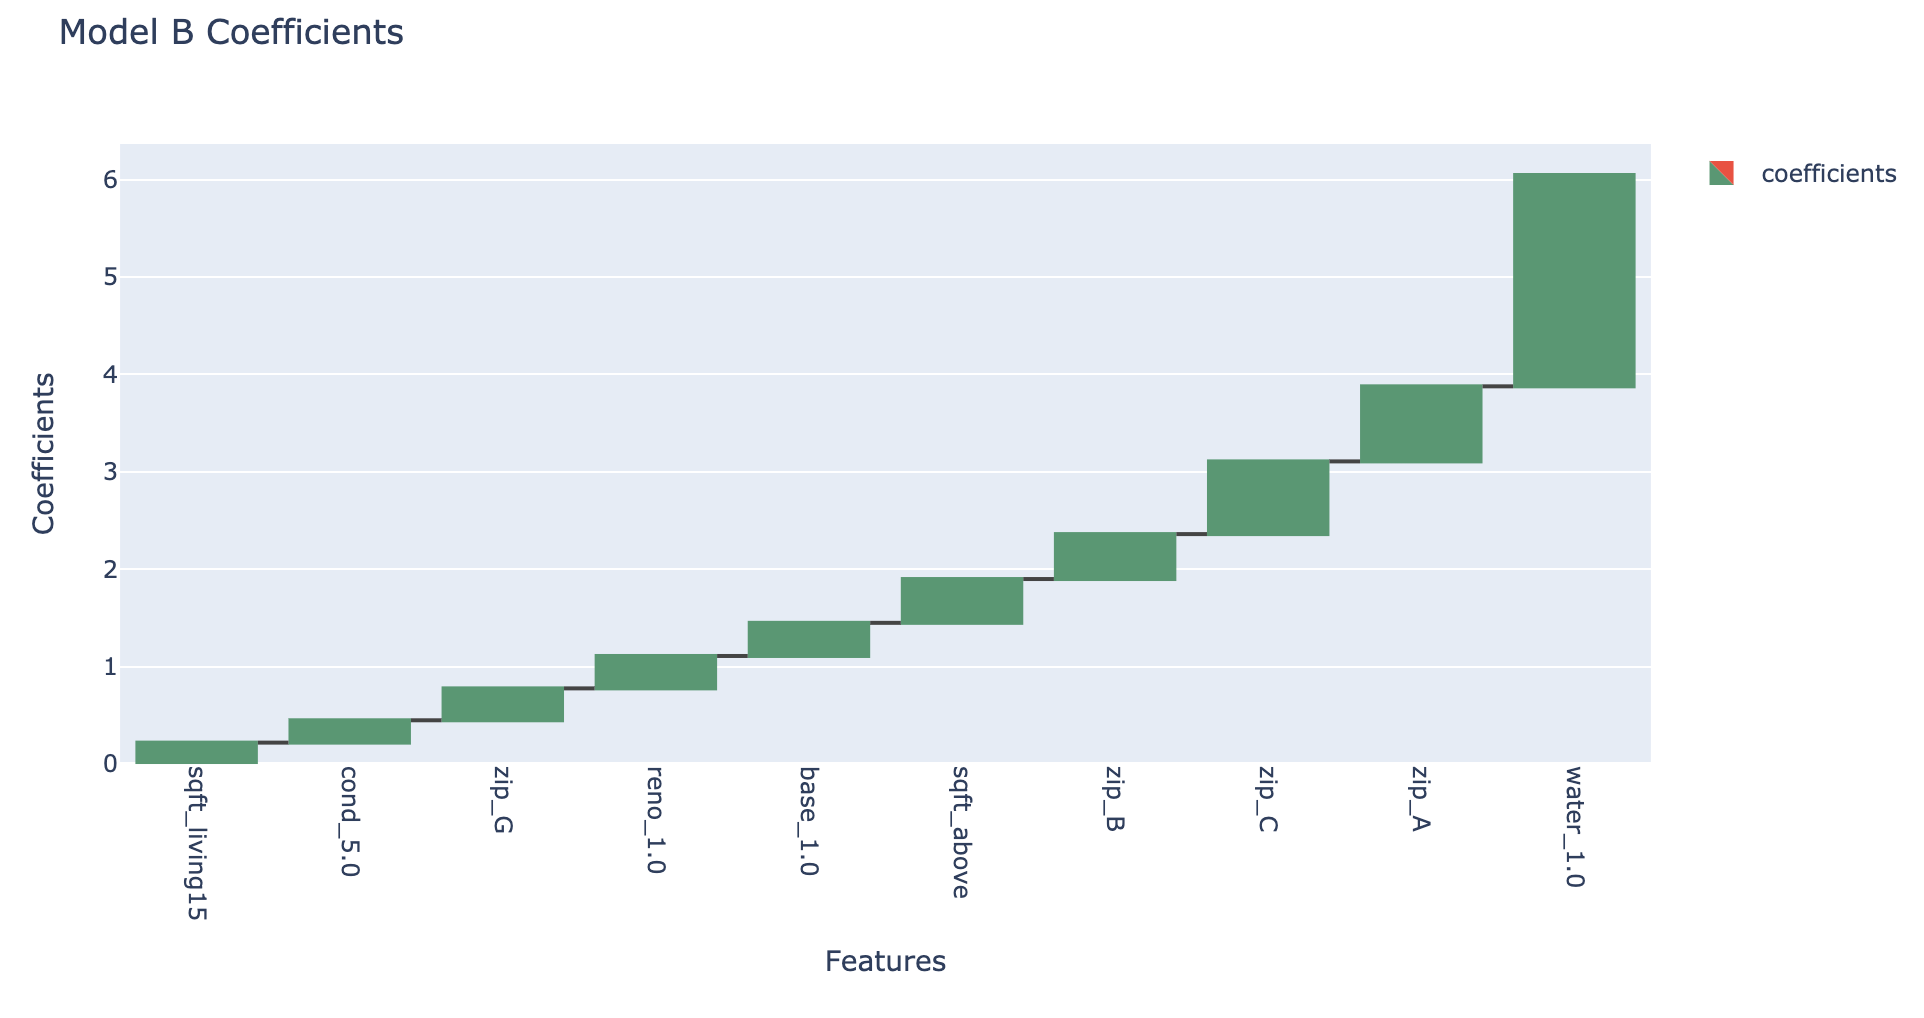 Model B Coefficients
coefficients
Coefficients
6
5
4
3
2
1
0
sqft_living15
cond_5.0
zip_G
reno_1.0
base_1.0
sqft_above
zip_B
zip_C
zip_A
water_1.0
Features